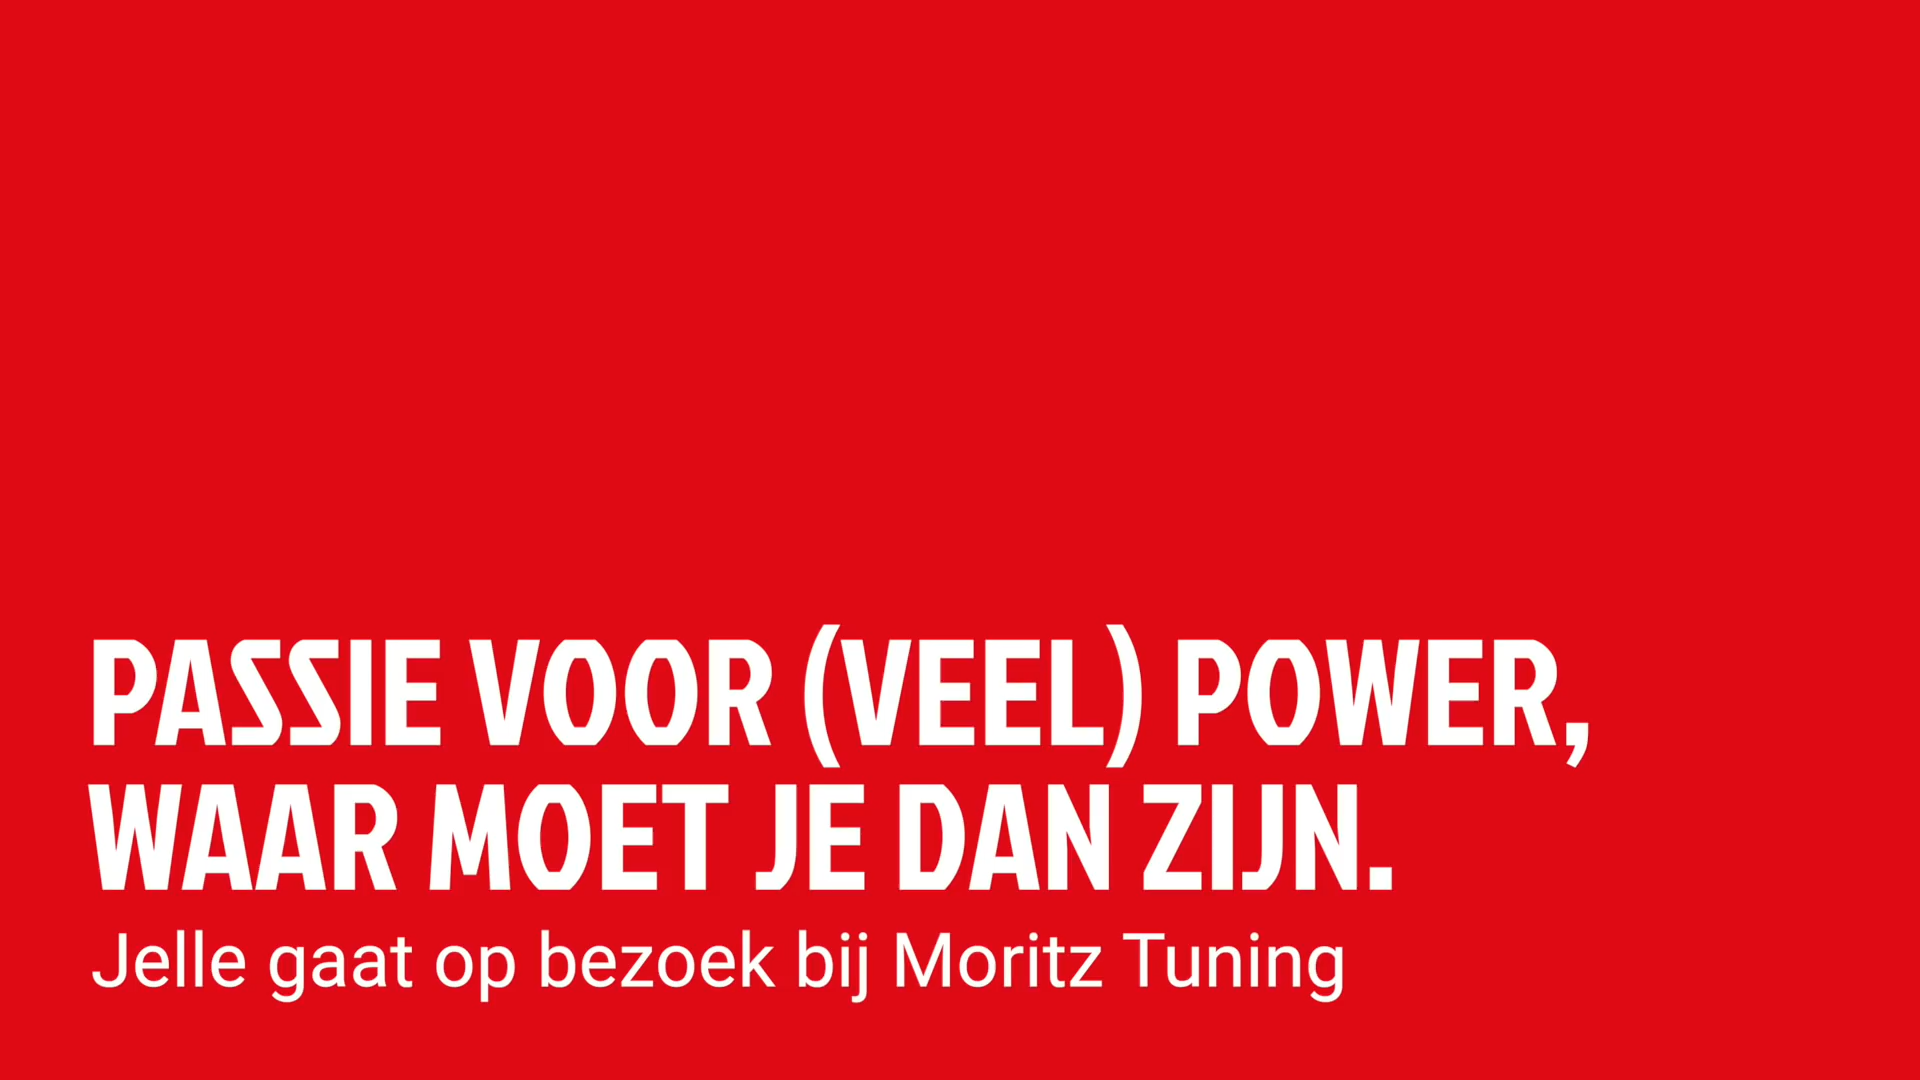 PASSIE VOOR (VEEL) POWER,
WAAR MOET JE DAN ZIJN.
Jelle gaat op bezoek bij Moritz Tuning